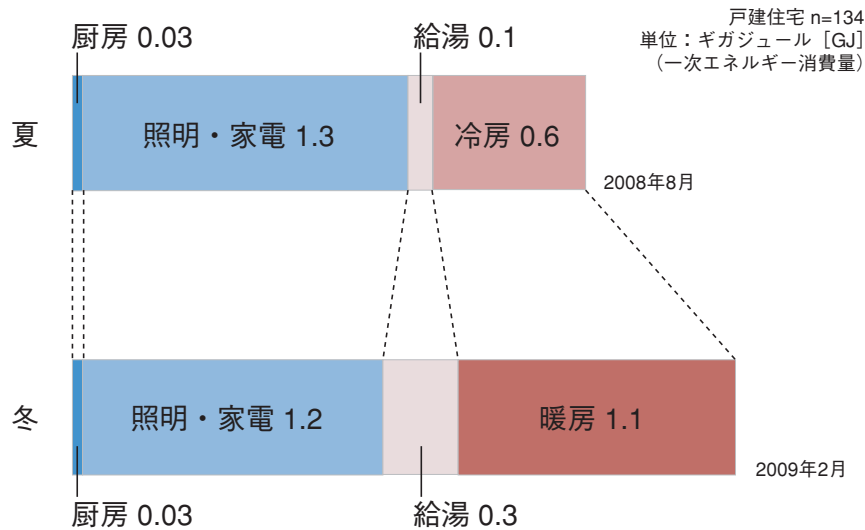 戸建住宅 n=134
単位：ギガジュール［GJ］
（一次エネルギー消費量）
厨房 0.03
給湯 0.1
夏
照明・家電 1.3
冷房 0.6
2008年8月
冬
照明・家電 1.2
暖房 1.1
2009年2月
厨房 0.03
給湯 0.3